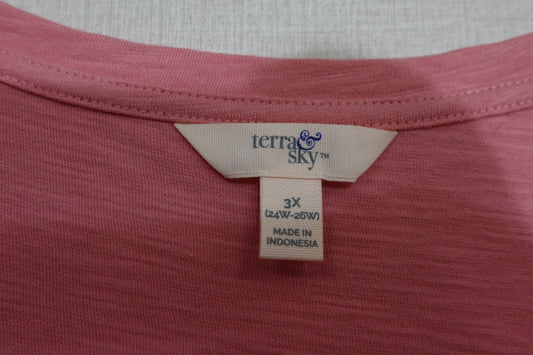 terra &
sky™
3X
(24W-26W)
MADE IN
INDONESIA